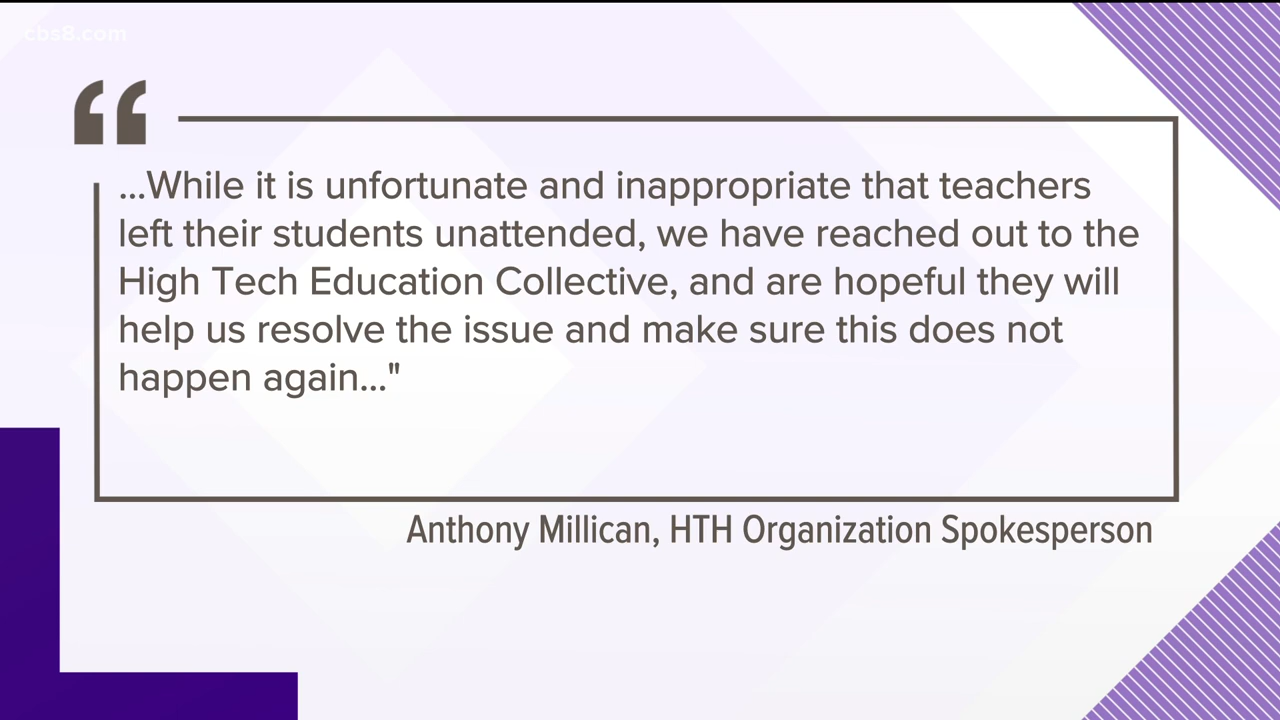 cbs8.com
“
...While it is unfortunate and inappropriate that teachers
left their students unattended, we have reached out to the
High Tech Education Collective, and are hopeful they will
help us resolve the issue and make sure this does not
happen again..."
Anthony Millican, HTH Organization Spokesperson